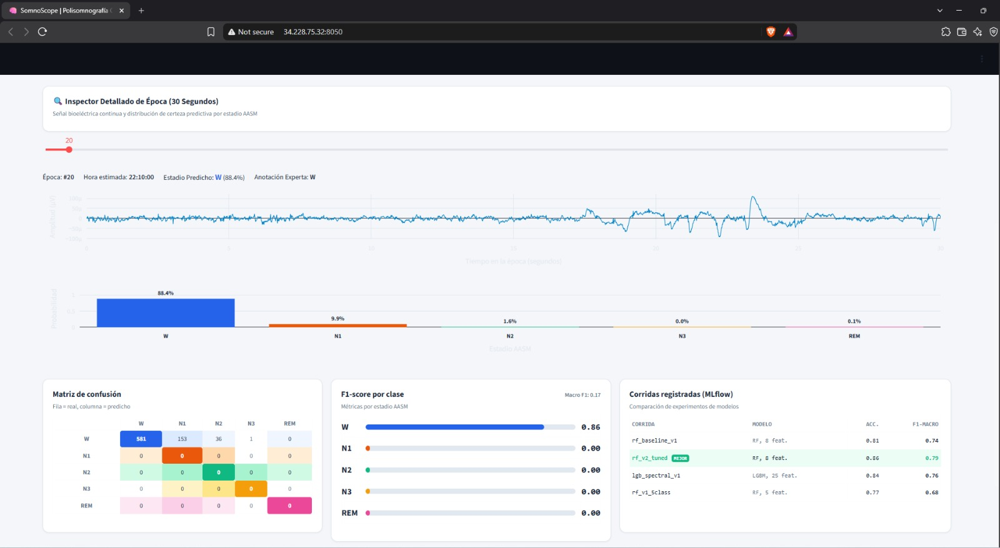 SomnoScope | Polisomnografía
Not secure 34.228.75.32:8050
Inspector Detallado de Época (30 Segundos)
Señal bioeléctrica continua y distribución de certeza predictiva por estadio AASM
20
Época: #20 Hora estimada: 22:10:00 Estadio Predicho: W (88.4%) Anotación Experta: W
Amplitud (µV)
100µ
50µ
0
−50µ
−100µ
0 5 10 15 20 25 30
Tiempo en la época (segundos)
Probabilidad
1
0.5
0
88.4% 9.9% 1.6% 0.0% 0.1%
W N1 N2 N3 REM
Estadio AASM
Matriz de confusión
Fila = real, columna = predicho
W N1 N2 N3 REM
W 581 153 36 1 0
N1 0 0 0 0 0
N2 0 0 0 0 0
N3 0 0 0 0 0
REM 0 0 0 0 0
F1-score por clase Macro F1: 0.17
Métricas por estadio AASM
W 0.86
N1 0.00
N2 0.00
N3 0.00
REM 0.00
Corridas registradas (MLflow)
Comparación de experimentos de modelos
CORRIDA MODELO ACC. F1-MACRO
rf_baseline_v1 RF, 8 feat. 0.81 0.74
rf_v2_tuned MEJOR RF, 8 feat. 0.86 0.79
lgb_spectral_v1 LGBM, 25 feat. 0.84 0.76
rf_v1_5class RF, 5 feat. 0.77 0.68